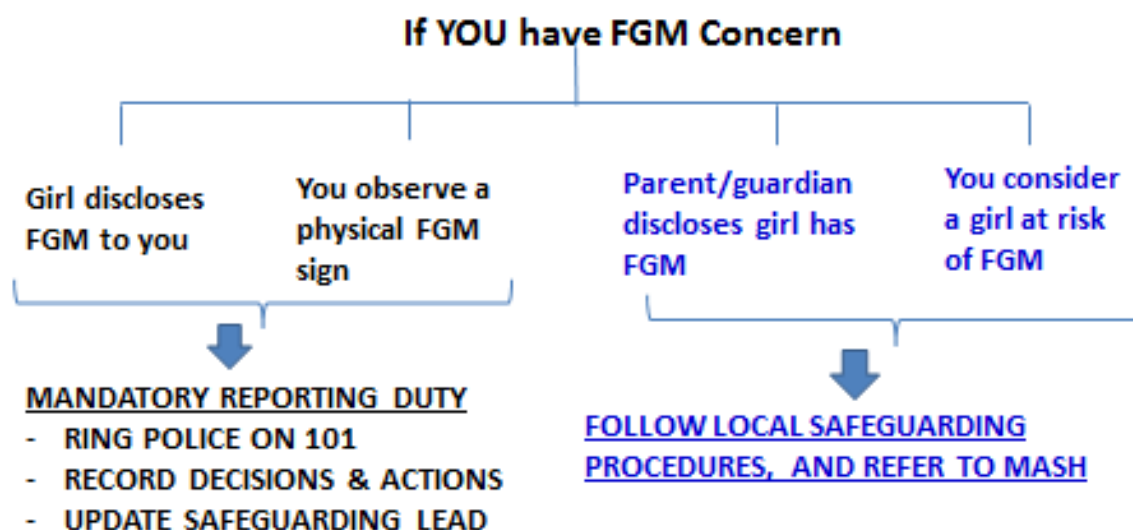 If YOU have FGM Concern
Girl discloses
FGM to you
You observe a
physical FGM
sign
Parent/guardian
discloses girl has
FGM
You consider
a girl at risk
of FGM
MANDATORY REPORTING DUTY
- RING POLICE ON 101
- RECORD DECISIONS & ACTIONS
- UPDATE SAFEGUARDING LEAD
FOLLOW LOCAL SAFEGUARDING
PROCEDURES, AND REFER TO MASH